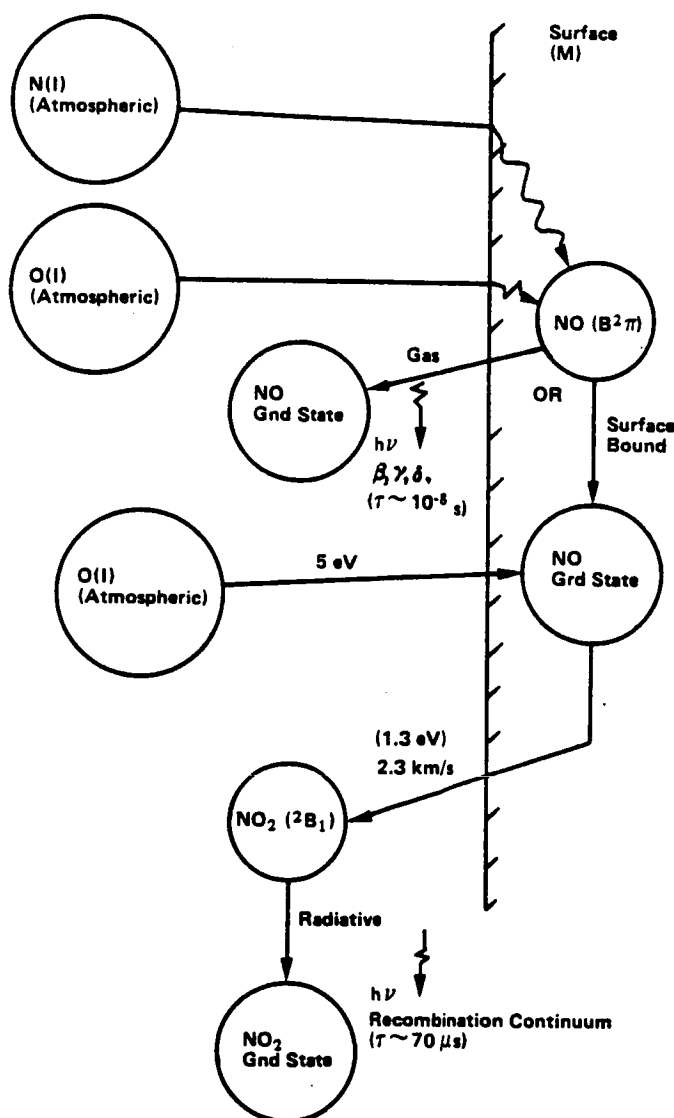 Surface
(M)
N(I)
(Atmospheric)
O(I)
(Atmospheric)
NO (B²π)
Gas
OR
NO
Gnd State
Surface
Bound
hν
β, γ, δ,
(τ ~ 10⁻⁸ s)
O(I)
(Atmospheric)
5 eV
NO
Grd State
(1.3 eV)
2.3 km/s
NO₂ (²B₁)
Radiative
hν
Recombination Continuum
(τ ~ 70 μs)
NO₂
Gnd State